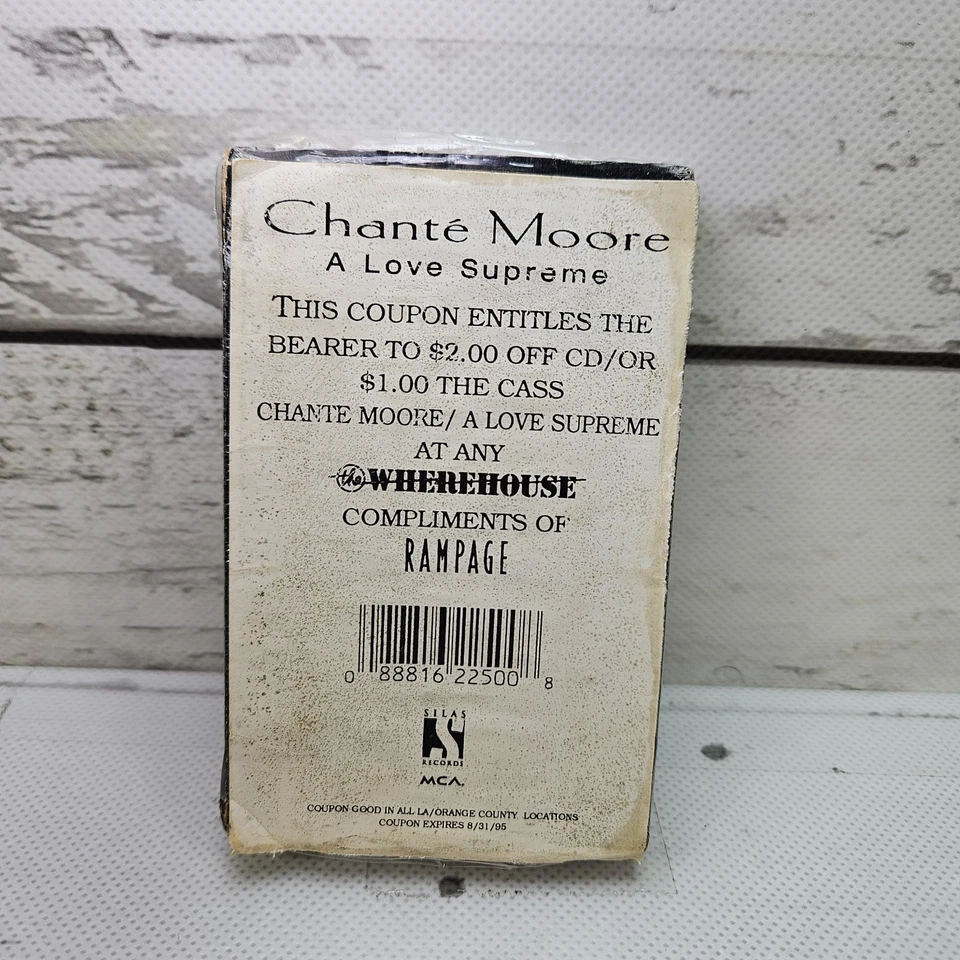 Chanté Moore
A Love Supreme
THIS COUPON ENTITLES THE
BEARER TO $2.00 OFF CD/OR
$1.00 THE CASS
CHANTE MOORE/ A LOVE SUPREME
AT ANY
the WHEREHOUSE
COMPLIMENTS OF
RAMPAGE
0 88816 22500 8
SILAS
S
RECORDS
MCA.
COUPON GOOD IN ALL LA/ORANGE COUNTY LOCATIONS
COUPON EXPIRES 8/31/95